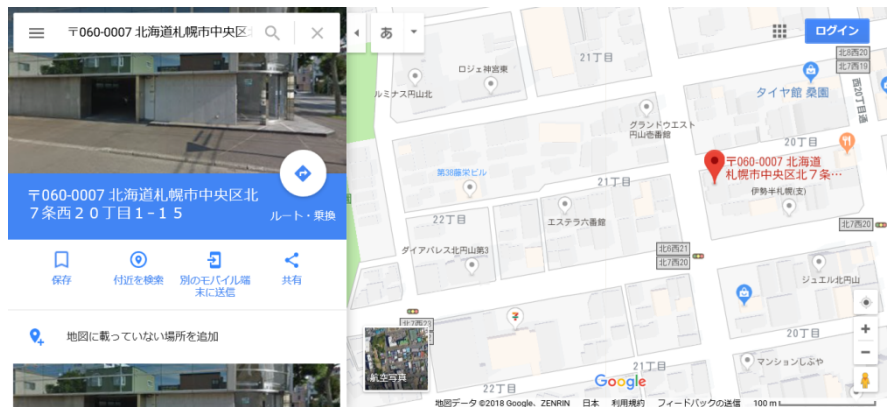 〒060-0007 北海道札幌市中央区北
〒060-0007 北海道札幌市中央区北
7条西２０丁目１−１５
ルート・乗換
保存
付近を検索
別のモバイル端
末に送信
共有
地図に載っていない場所を追加
あ
ログイン
21丁目
ロジェ神宮東
ルミナス円山北
グランドウエスト
円山壱番館
タイヤ館 桑園
北8西20
北7西19
西20丁目通
20丁目
〒060-0007 北海道
札幌市中央区北７条…
伊勢半札幌(支)
第38藤栄ビル
21丁目
22丁目
エステラ六番館
北7西20
ダイアパレス北円山第3
北6西21
北7西20
ジュエル北円山
20丁目
マンションしぶや
21丁目
22丁目
航空写真
Google
地図データ ©2018 Google、ZENRIN 日本 利用規約 フィードバックの送信 100 m